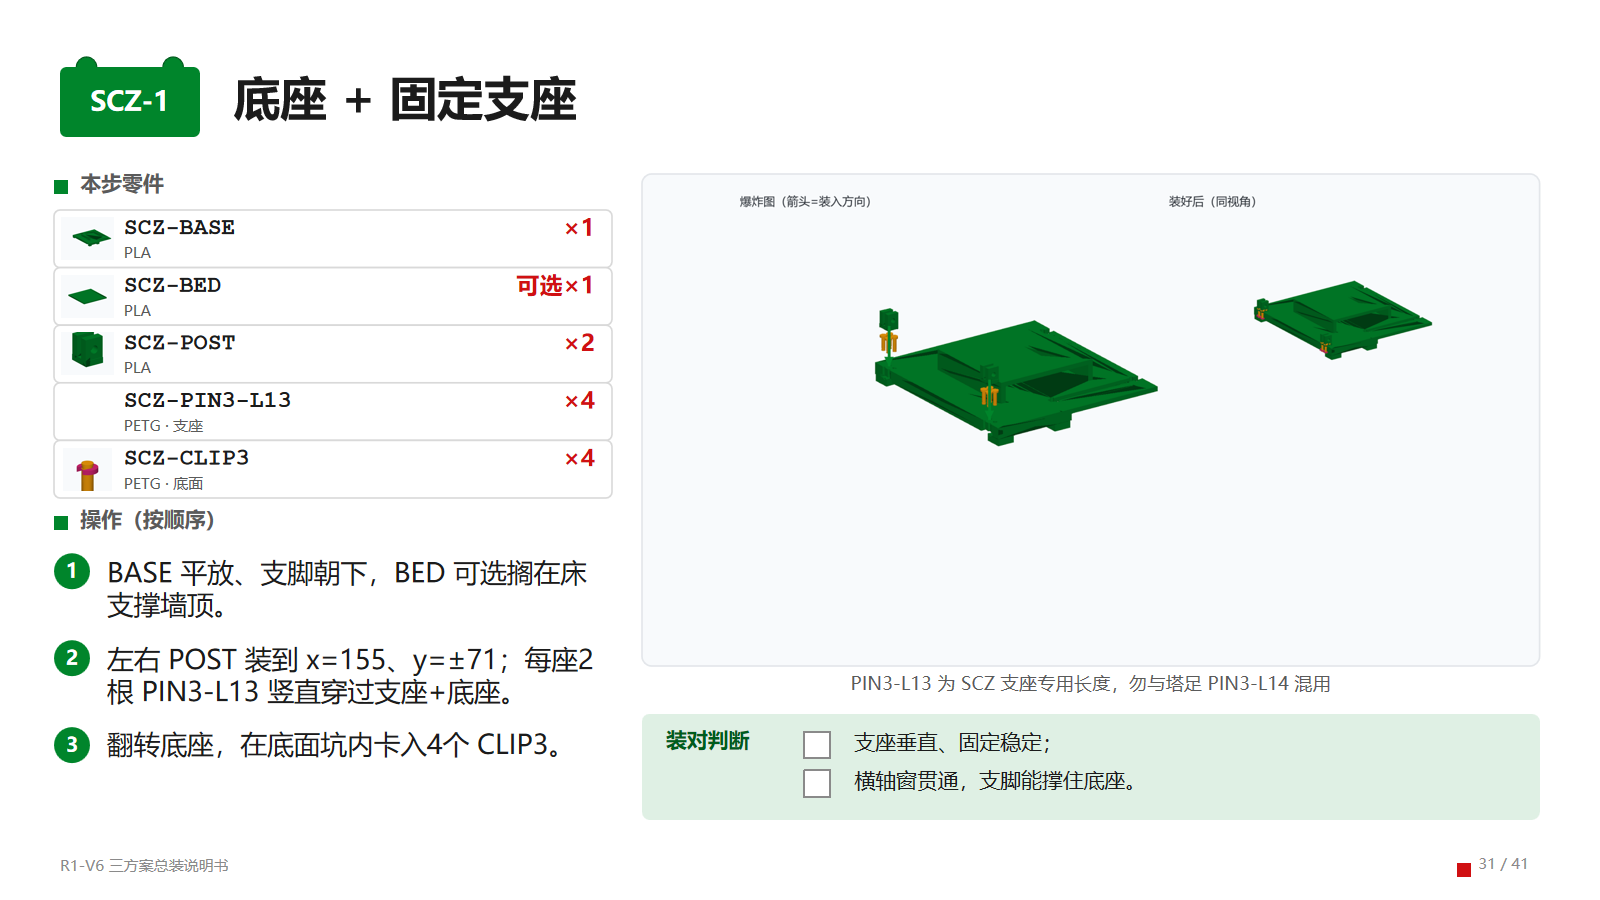 SCZ-1
底座 + 固定支座
本步零件
SCZ-BASE
×1
PLA
SCZ-BED
可选×1
PLA
SCZ-POST
×2
PLA
SCZ-PIN3-L13
×4
PETG · 支座
SCZ-CLIP3
×4
PETG · 底面
操作（按顺序）
1
BASE 平放、支脚朝下，BED 可选搁在床
支撑墙顶。
2
左右 POST 装到 x=155、y=±71；每座2
根 PIN3-L13 竖直穿过支座+底座。
3
翻转底座，在底面坑内卡入4个 CLIP3。
爆炸图（箭头=装入方向）
装好后（同视角）
PIN3-L13 为 SCZ 支座专用长度，勿与塔足 PIN3-L14 混用
装对判断
支座垂直、固定稳定；
横轴窗贯通，支脚能撑住底座。
R1-V6 三方案总装说明书
31 / 41